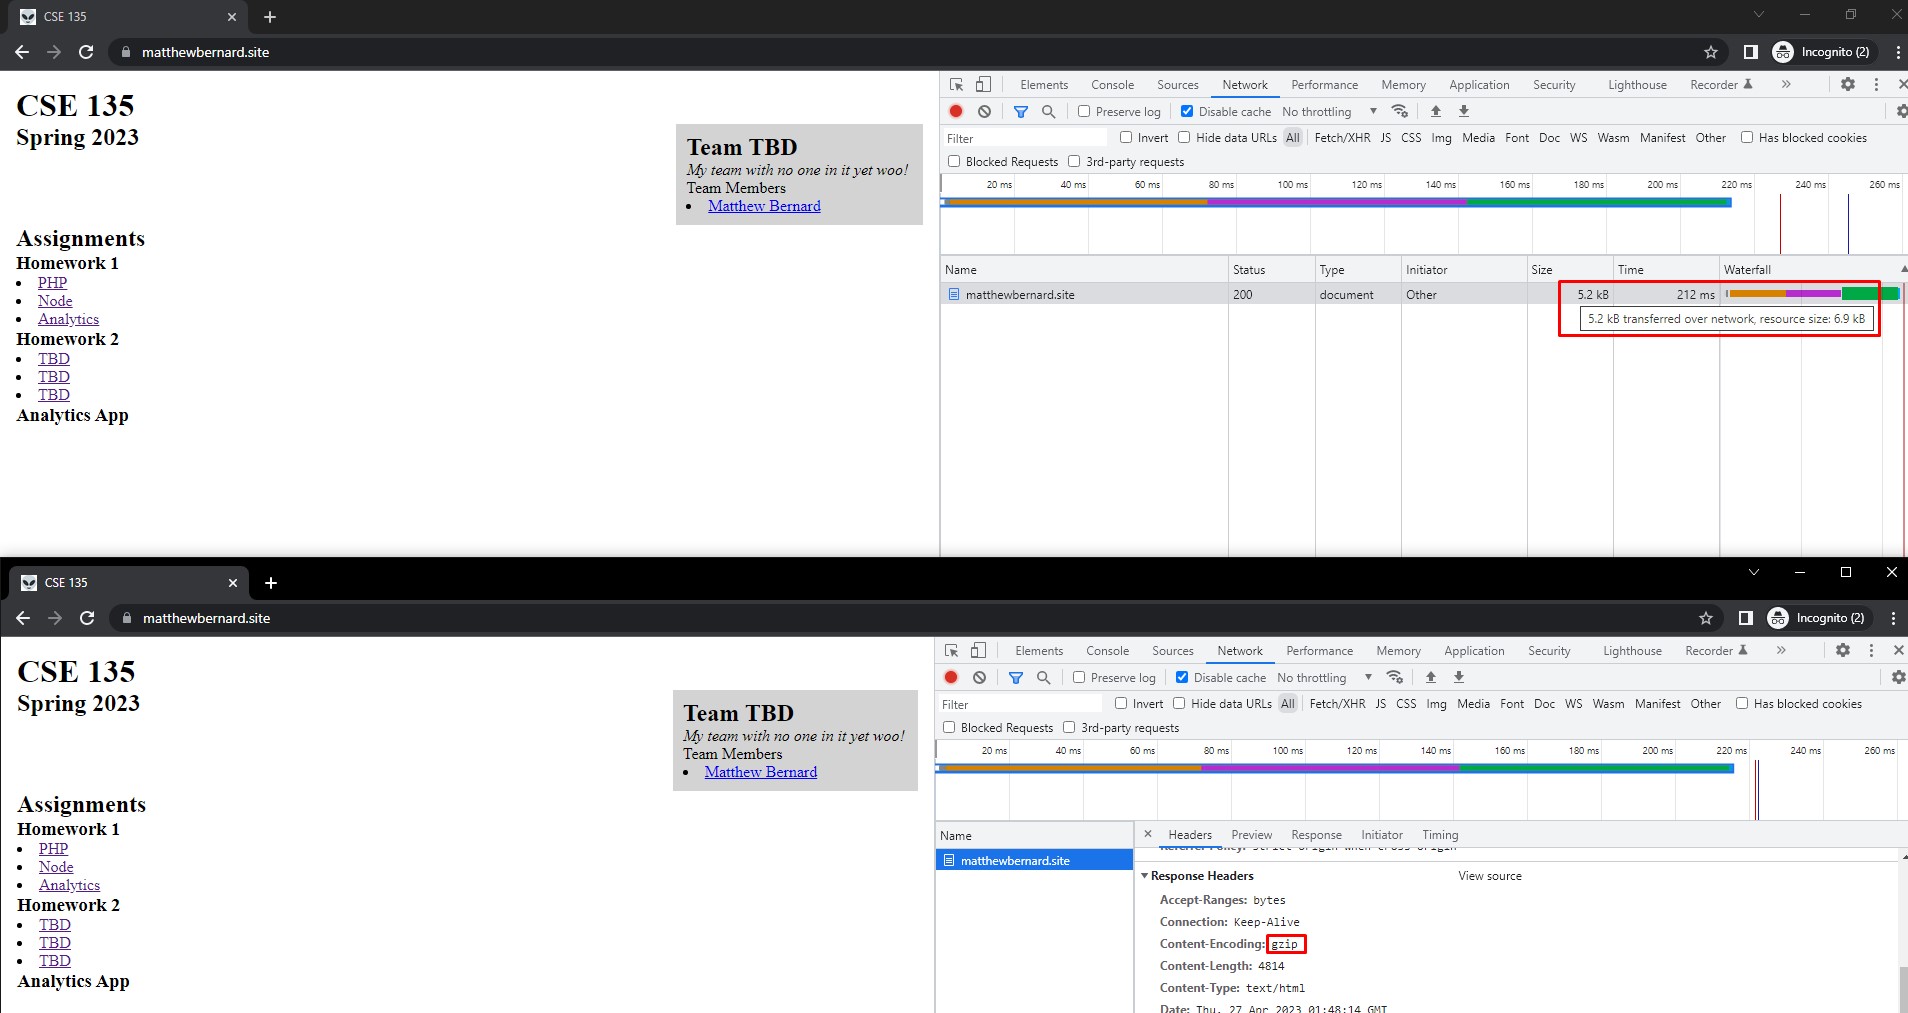 CSE 135
matthewbernard.site
Incognito (2)
CSE 135
Spring 2023
Team TBD
My team with no one in it yet woo!
Team Members
Matthew Bernard
Assignments
Homework 1
PHP
Node
Analytics
Homework 2
TBD
TBD
TBD
Analytics App
Elements Console Sources Network Performance Memory Application Security Lighthouse Recorder
Preserve log Disable cache No throttling
Filter Invert Hide data URLs All Fetch/XHR JS CSS Img Media Font Doc WS Wasm Manifest Other Has blocked cookies
Blocked Requests 3rd-party requests
20 ms 40 ms 60 ms 80 ms 100 ms 120 ms 140 ms 160 ms 180 ms 200 ms 220 ms 240 ms 260 ms
Name Status Type Initiator Size Time Waterfall
matthewbernard.site 200 document Other 5.2 kB 212 ms
5.2 kB transferred over network, resource size: 6.9 kB
CSE 135
matthewbernard.site
Incognito (2)
CSE 135
Spring 2023
Team TBD
My team with no one in it yet woo!
Team Members
Matthew Bernard
Assignments
Homework 1
PHP
Node
Analytics
Homework 2
TBD
TBD
TBD
Analytics App
Elements Console Sources Network Performance Memory Application Security Lighthouse Recorder
Preserve log Disable cache No throttling
Filter Invert Hide data URLs All Fetch/XHR JS CSS Img Media Font Doc WS Wasm Manifest Other Has blocked cookies
Blocked Requests 3rd-party requests
20 ms 40 ms 60 ms 80 ms 100 ms 120 ms 140 ms 160 ms 180 ms 200 ms 220 ms 240 ms 260 ms
Name
matthewbernard.site
Headers Preview Response Initiator Timing
Referrer Policy: strict-origin-when-cross-origin
Response Headers View source
Accept-Ranges: bytes
Connection: Keep-Alive
Content-Encoding: gzip
Content-Length: 4814
Content-Type: text/html
Date: Thu, 27 Apr 2023 01:48:14 GMT